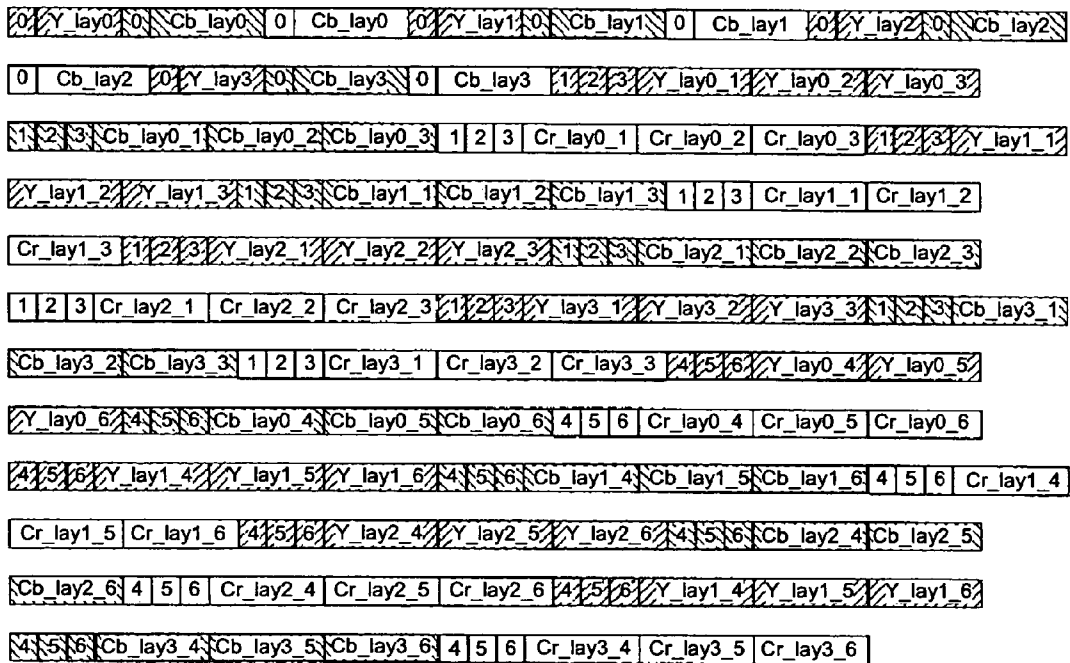 0 Y_lay0 0 Cb_lay0 0 Cb_lay0 0 Y_lay1 0 Cb_lay1 0 Cb_lay1 0 Y_lay2 0 Cb_lay2
0 Cb_lay2 0 Y_lay3 0 Cb_lay3 0 Cb_lay3 1 2 3 Y_lay0_1 Y_lay0_2 Y_lay0_3
1 2 3 Cb_lay0_1 Cb_lay0_2 Cb_lay0_3 1 2 3 Cr_lay0_1 Cr_lay0_2 Cr_lay0_3 1 2 3 Y_lay1_1
Y_lay1_2 Y_lay1_3 1 2 3 Cb_lay1_1 Cb_lay1_2 Cb_lay1_3 1 2 3 Cr_lay1_1 Cr_lay1_2
Cr_lay1_3 1 2 3 Y_lay2_1 Y_lay2_2 Y_lay2_3 1 2 3 Cb_lay2_1 Cb_lay2_2 Cb_lay2_3
1 2 3 Cr_lay2_1 Cr_lay2_2 Cr_lay2_3 1 2 3 Y_lay3_1 Y_lay3_2 Y_lay3_3 1 2 3 Cb_lay3_1
Cb_lay3_2 Cb_lay3_3 1 2 3 Cr_lay3_1 Cr_lay3_2 Cr_lay3_3 4 5 6 Y_lay0_4 Y_lay0_5
Y_lay0_6 4 5 6 Cb_lay0_4 Cb_lay0_5 Cb_lay0_6 4 5 6 Cr_lay0_4 Cr_lay0_5 Cr_lay0_6
4 5 6 Y_lay1_4 Y_lay1_5 Y_lay1_6 4 5 6 Cb_lay1_4 Cb_lay1_5 Cb_lay1_6 4 5 6 Cr_lay1_4
Cr_lay1_5 Cr_lay1_6 4 5 6 Y_lay2_4 Y_lay2_5 Y_lay2_6 4 5 6 Cb_lay2_4 Cb_lay2_5
Cb_lay2_6 4 5 6 Cr_lay2_4 Cr_lay2_5 Cr_lay2_6 4 5 6 Y_lay1_4 Y_lay1_5 Y_lay1_6
4 5 6 Cb_lay3_4 Cb_lay3_5 Cb_lay3_6 4 5 6 Cr_lay3_4 Cr_lay3_5 Cr_lay3_6